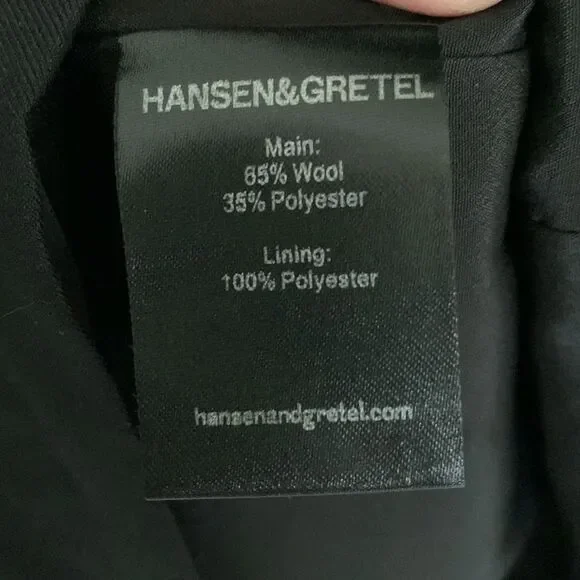 HANSEN&GRETEL
Main:
65% Wool
35% Polyester
Lining:
100% Polyester
hansenandgretel.com